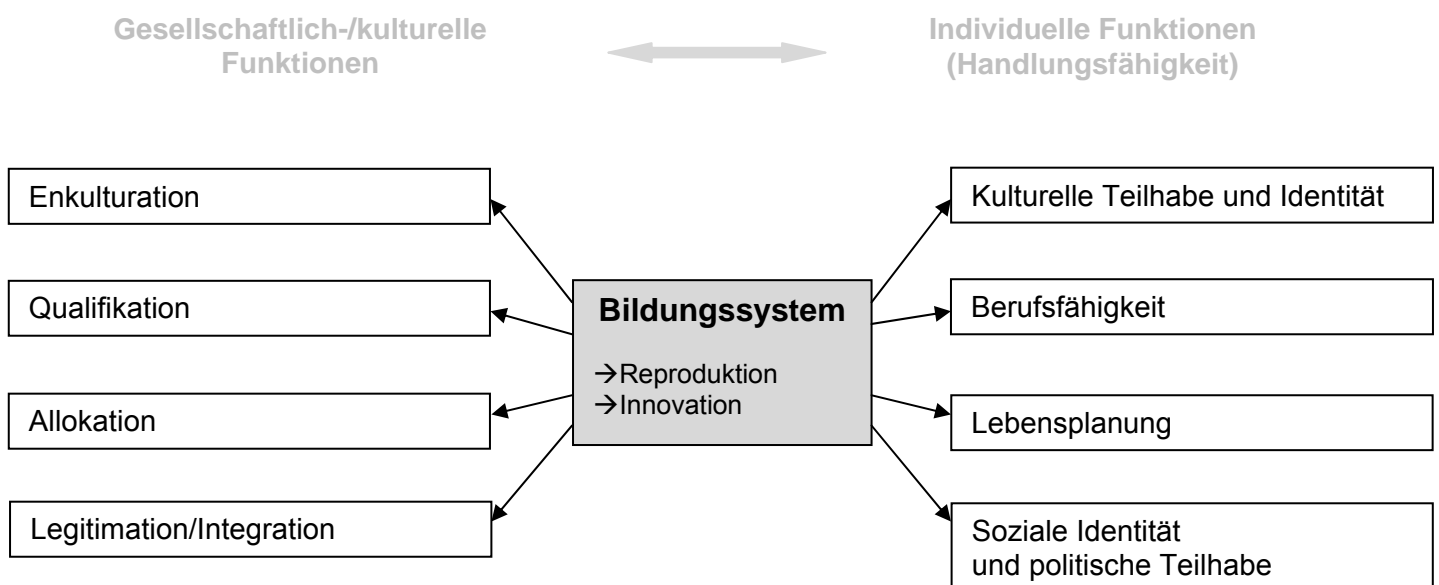 Gesellschaftlich-/kulturelle
Funktionen
Individuelle Funktionen
(Handlungsfähigkeit)
Enkulturation
Qualifikation
Allokation
Legitimation/Integration
Bildungssystem
→Reproduktion
→Innovation
Kulturelle Teilhabe und Identität
Berufsfähigkeit
Lebensplanung
Soziale Identität
und politische Teilhabe